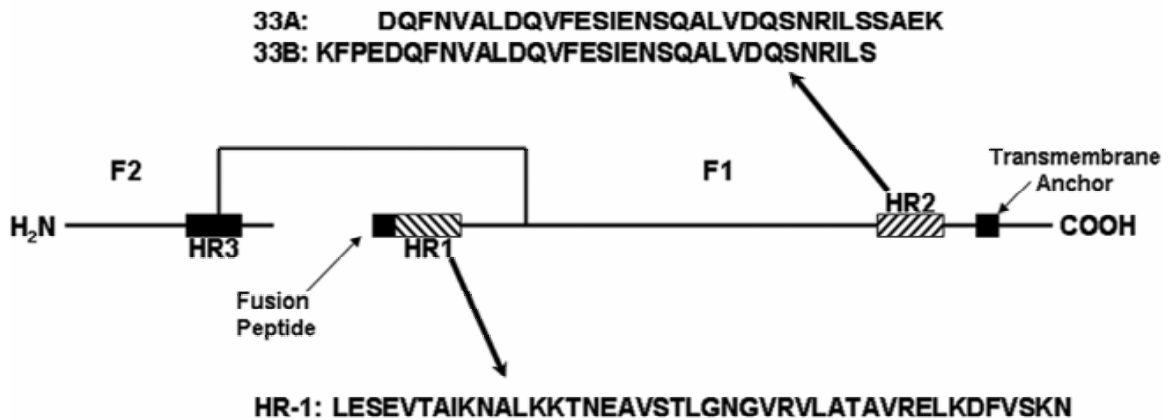 33A: DQFNVALDQVFESIENSQALVDQSNRILSSAEK
33B: KFPEDQFNVALDQVFESIENSQALVDQSNRILS
F2
F1
Transmembrane
Anchor
HR2
H₂N
COOH
HR3
HR1
Fusion
Peptide
HR-1: LESEVTAIKNALKKTNEAVSTLGNGVRVLATAVRELKDFVSKN